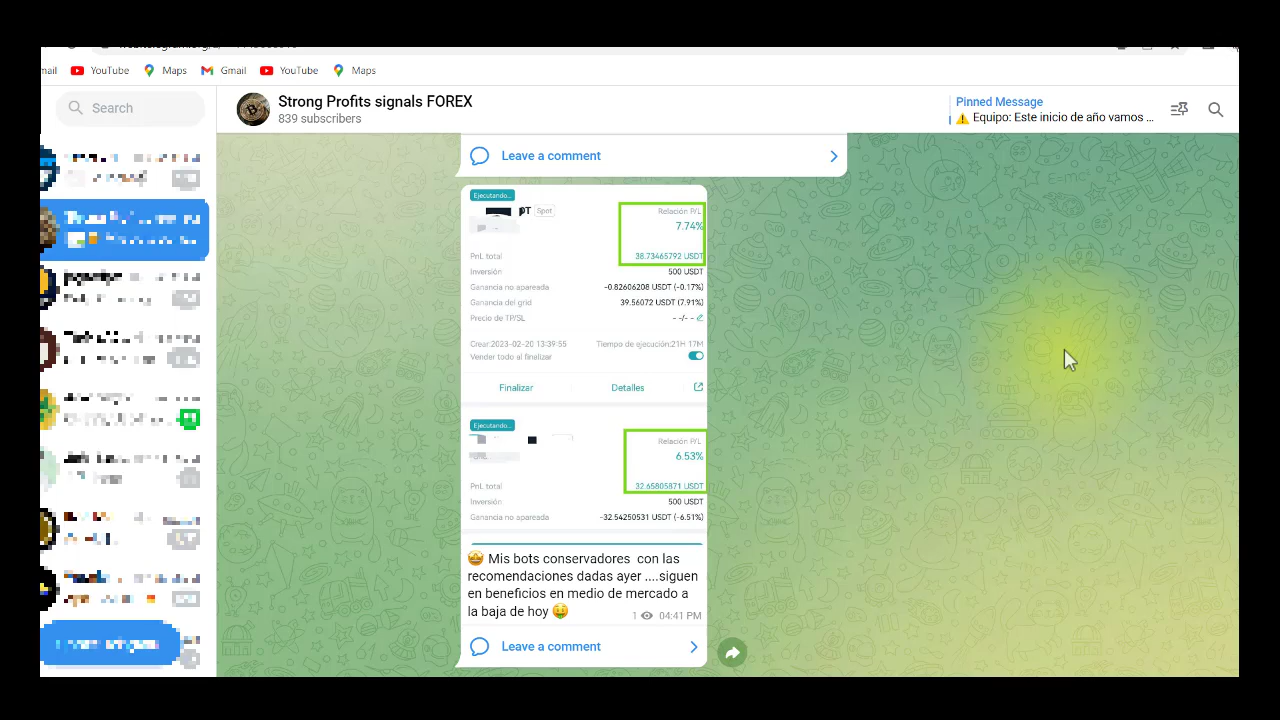 mail YouTube Maps Gmail YouTube Maps
Search
Strong Profits signals FOREX
839 subscribers
Pinned Message
⚠️ Equipo: Este inicio de año vamos ...
Leave a comment
Ejecutando...
Spot
Relación P/L
7.74%
PnL total 38.73465792 USDT
Inversión 500 USDT
Ganancia no apareada -0.82606208 USDT (-0.17%)
Ganancia del grid 39.56072 USDT (7.91%)
Precio de TP/SL - -/- -
Crear:2023-02-20 13:39:55 Tiempo de ejecución:21H 17M
Vender todo al finalizar
Finalizar Detalles
Ejecutando...
Relación P/L
6.53%
PnL total 32.65805871 USDT
Inversión 500 USDT
Ganancia no apareada -32.54250531 USDT (-6.51%)
🤩 Mis bots conservadores con las
recomendaciones dadas ayer ....siguen
en beneficios en medio de mercado a
la baja de hoy 🤑
1 04:41 PM
Leave a comment